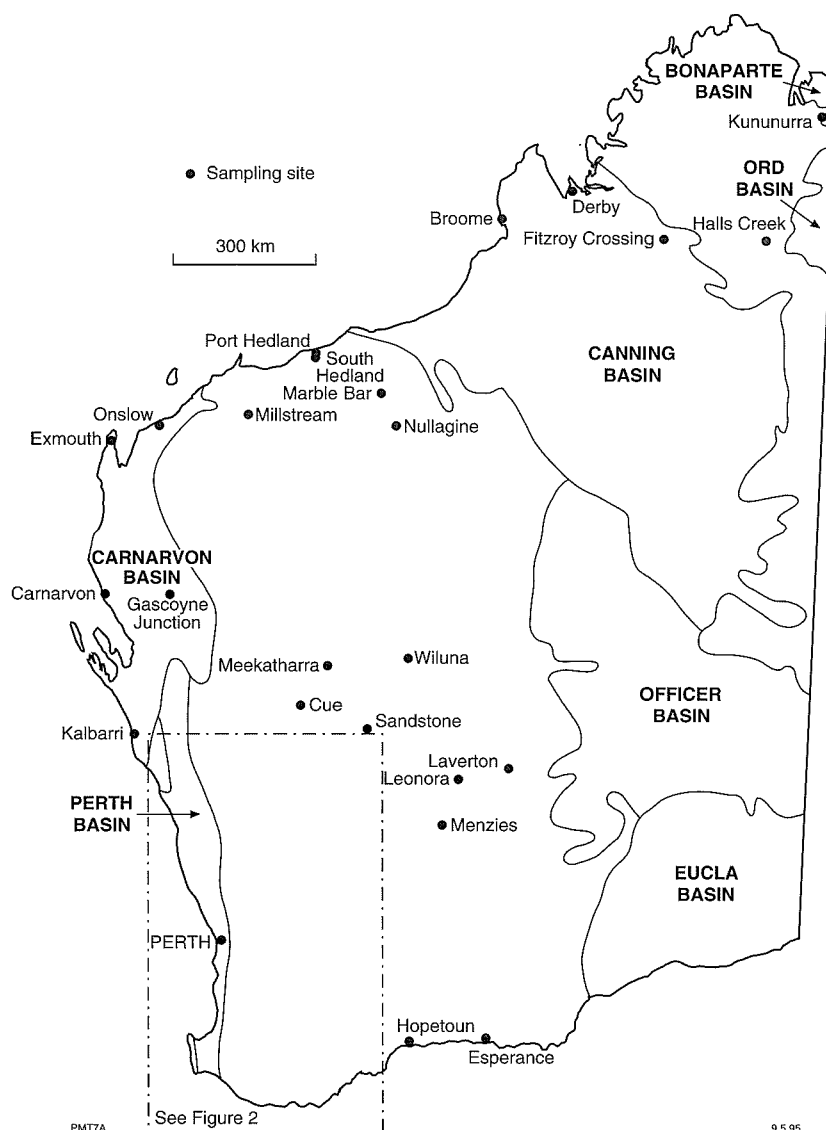 BONAPARTE
BASIN
Kununurra
ORD
BASIN
Sampling site
Derby
Broome
Halls Creek
Fitzroy Crossing
300 km
Port Hedland
South
Hedland
CANNING
BASIN
Marble Bar
Onslow
Millstream
Nullagine
Exmouth
CARNARVON
BASIN
Carnarvon
Gascoyne
Junction
Meekatharra
Wiluna
OFFICER
BASIN
Cue
Sandstone
Kalbarri
Laverton
Leonora
PERTH
BASIN
Menzies
EUCLA
BASIN
PERTH
Hopetoun
Esperance
See Figure 2
PMT7A
9.5.95